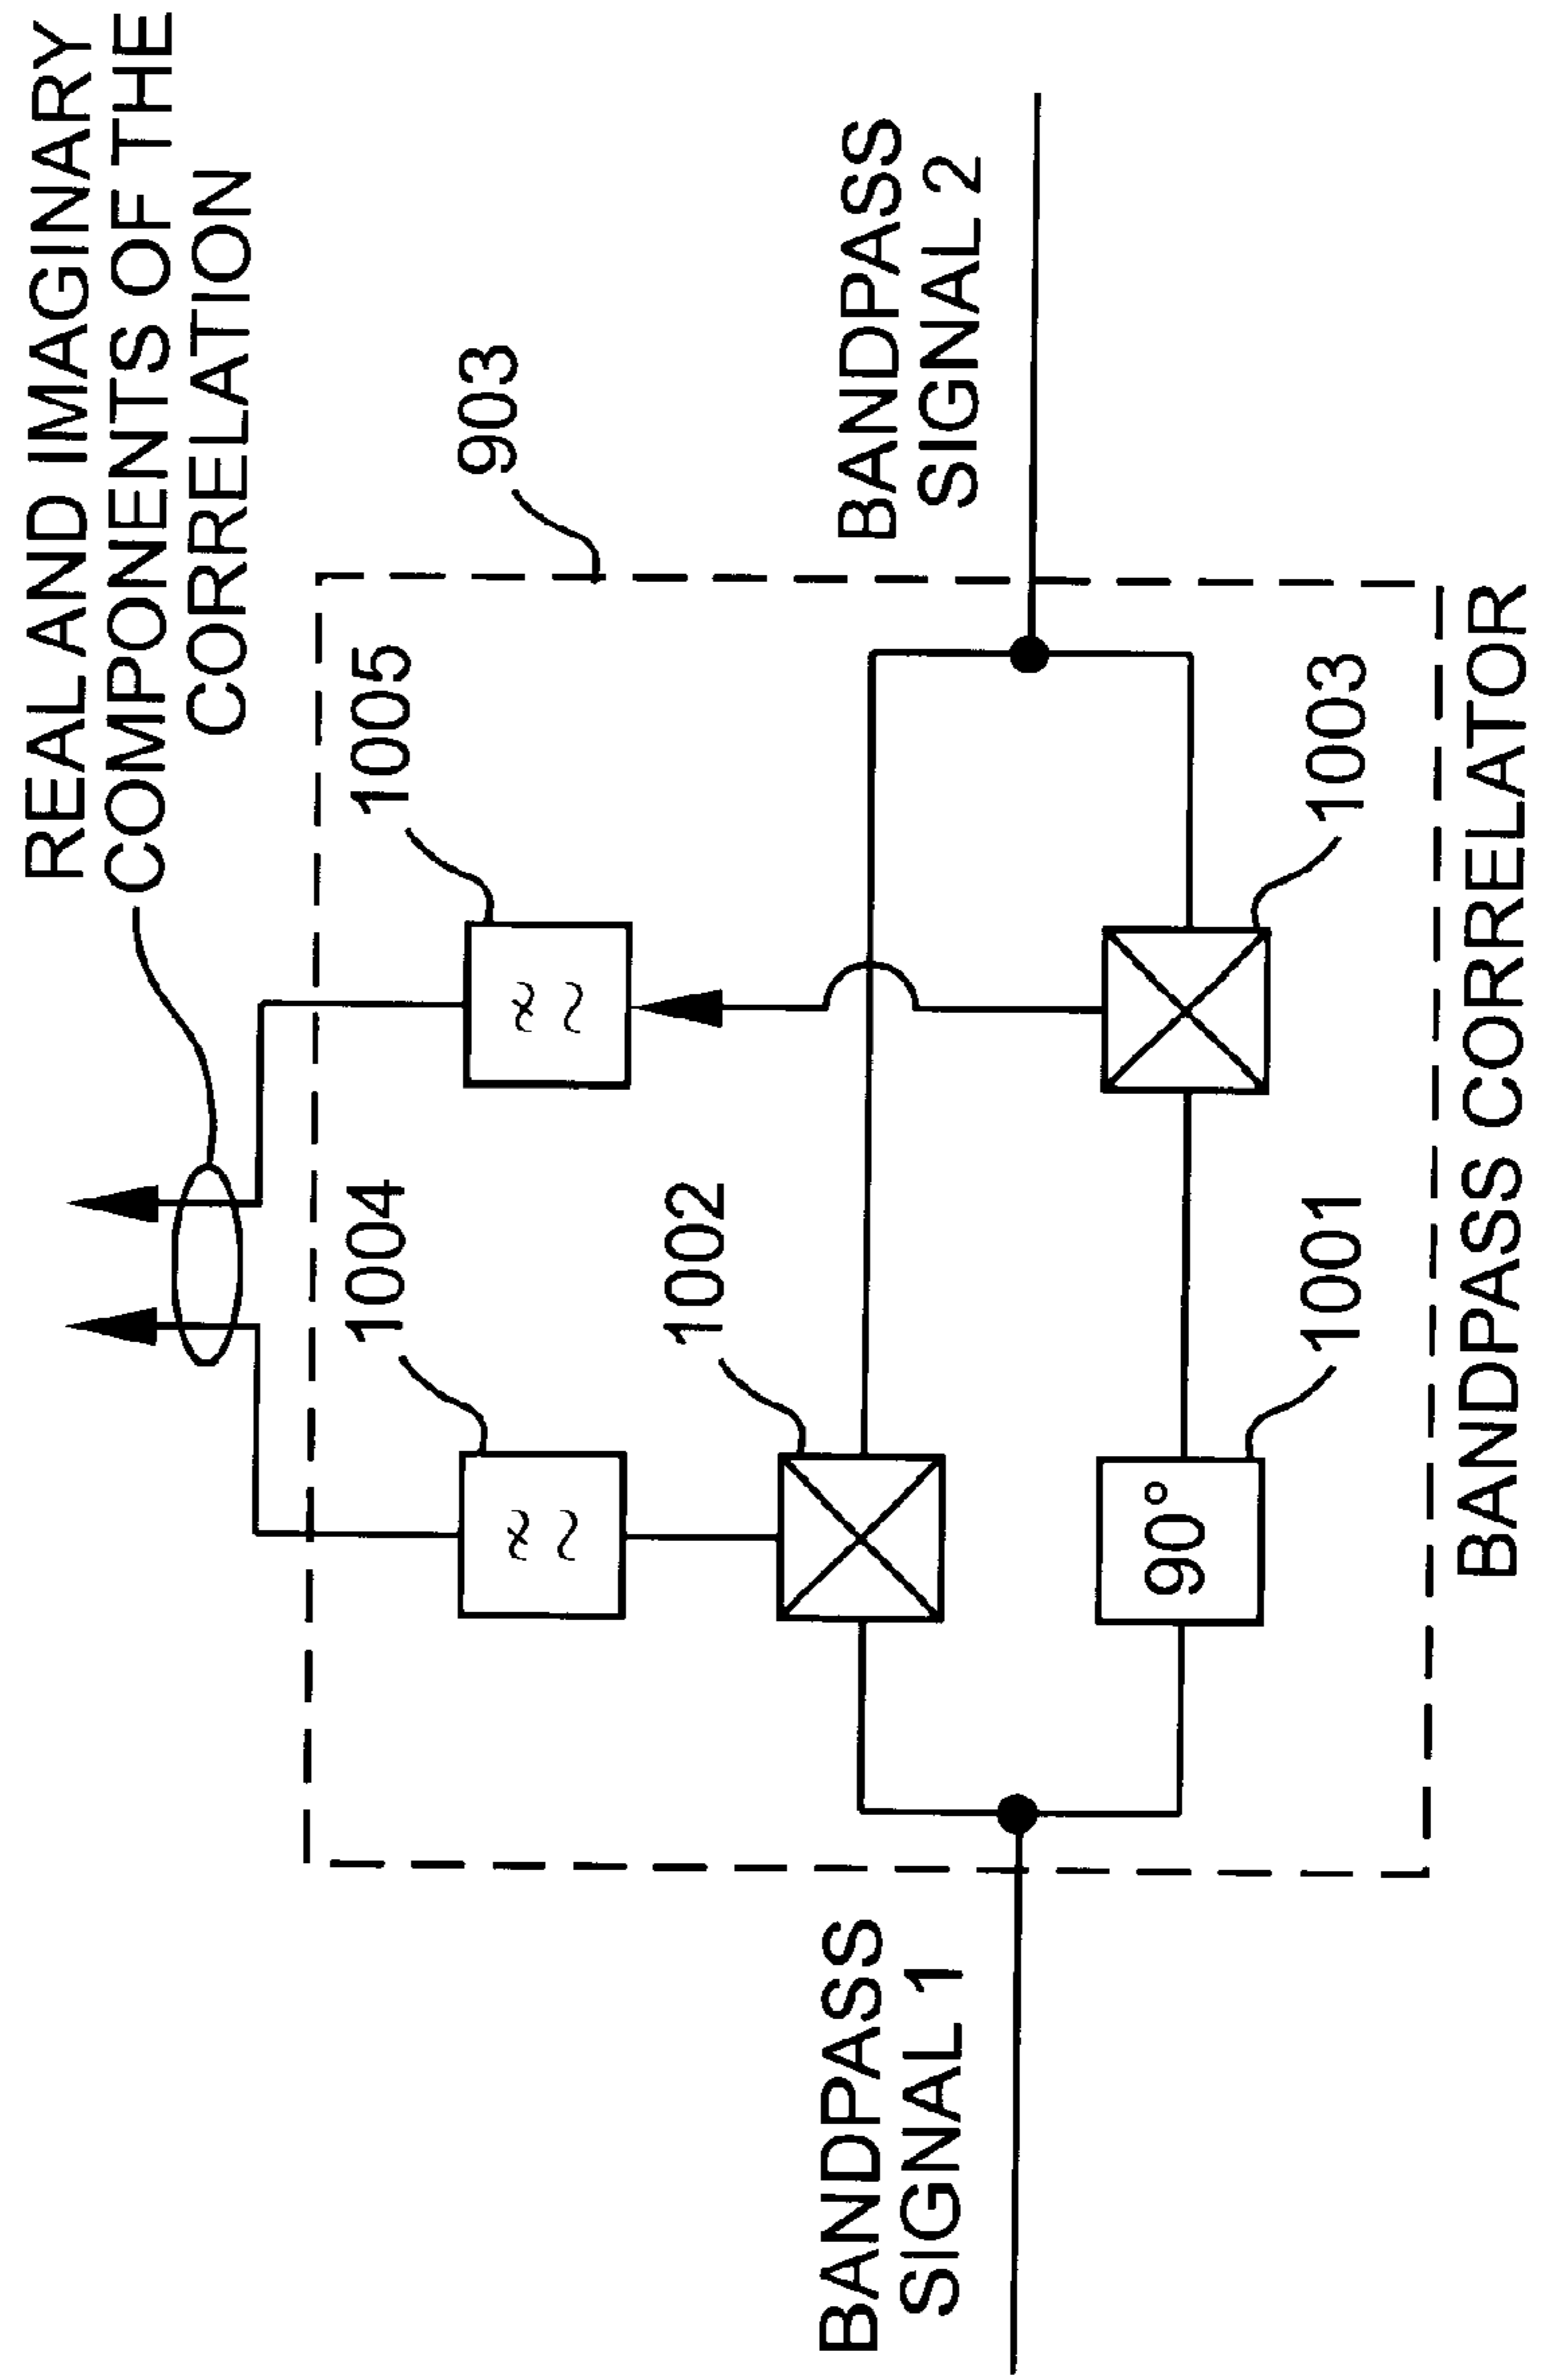 REAL AND IMAGINARY
COMPONENTS OF THE
CORRELATION
903
1004
1005
1002
BANDPASS
SIGNAL 1
BANDPASS
SIGNAL 2
90°
1001
1003
BANDPASS CORRELATOR